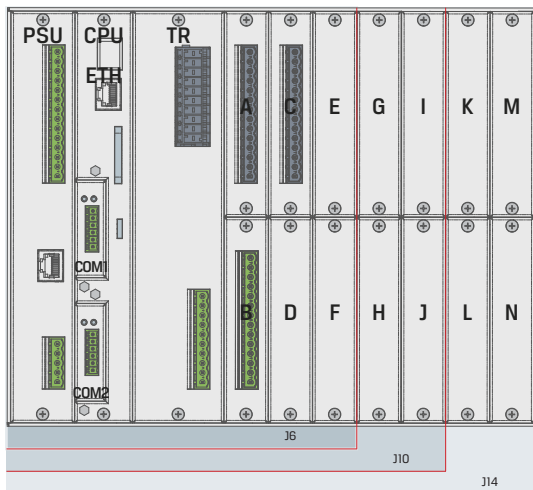 PSU CPU TR
ETH
A C E G I K M
COM1
B D F H J L N
COM2
J6
J10
J14